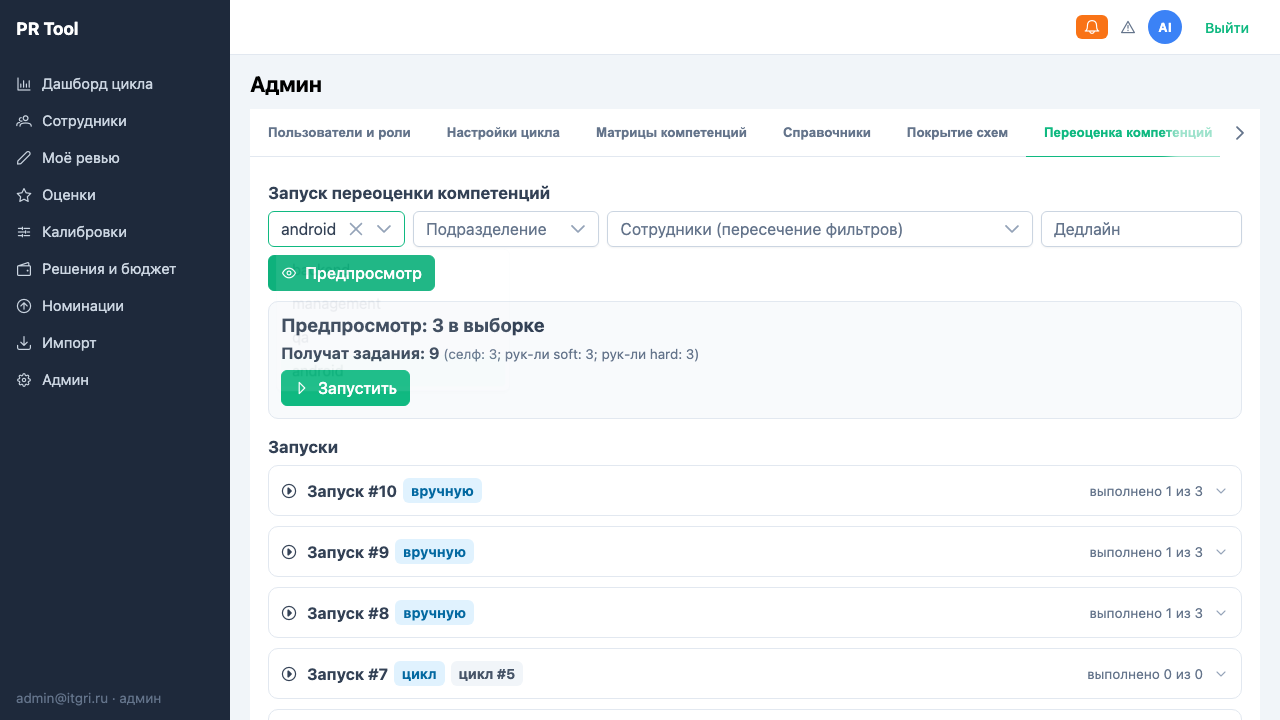 PR Tool
AI
Выйти
Дашборд цикла
Сотрудники
Моё ревью
Оценки
Калибровки
Решения и бюджет
Номинации
Импорт
Админ
admin@itgri.ru · админ
Админ
Пользователи и роли
Настройки цикла
Матрицы компетенций
Справочники
Покрытие схем
Переоценка компетенций
Запуск переоценки компетенций
android
Подразделение
Сотрудники (пересечение фильтров)
Дедлайн
Предпросмотр
management
Предпросмотр: 3 в выборке
qa
Получат задания: 9 (селф: 3; рук-ли soft: 3; рук-ли hard: 3)
android
Запустить
Запуски
Запуск #10 вручную выполнено 1 из 3
Запуск #9 вручную выполнено 1 из 3
Запуск #8 вручную выполнено 1 из 3
Запуск #7 цикл цикл #5 выполнено 0 из 0